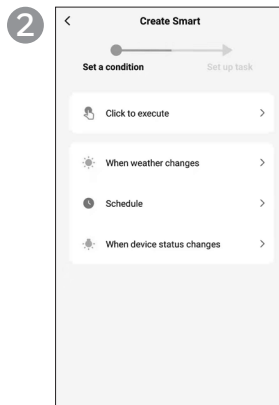 2
Create Smart
Set a condition Set up task
Click to execute
When weather changes
Schedule
When device status changes